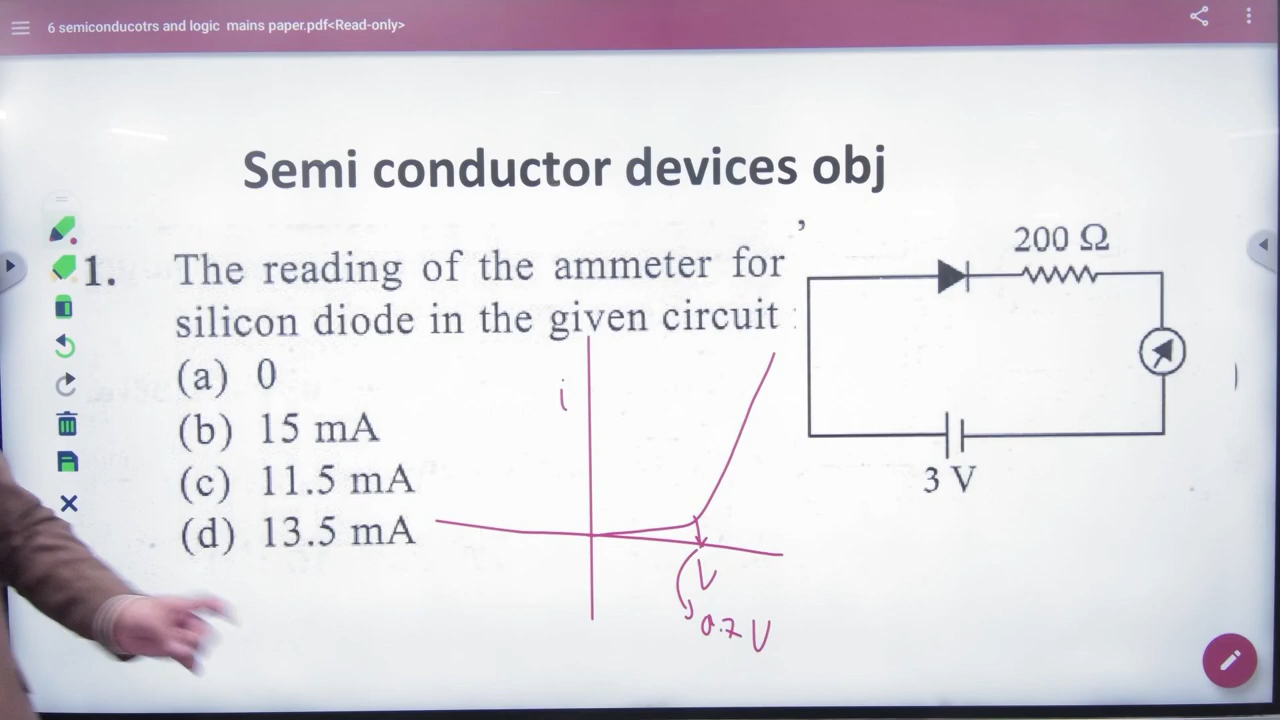 6 semiconducotrs and logic mains paper.pdf<Read-only>
Semi conductor devices obj
1. The reading of the ammeter for
silicon diode in the given circuit :
(a) 0
(b) 15 mA
(c) 11.5 mA
(d) 13.5 mA
200 Ω
3 V
i
V
0.7 V